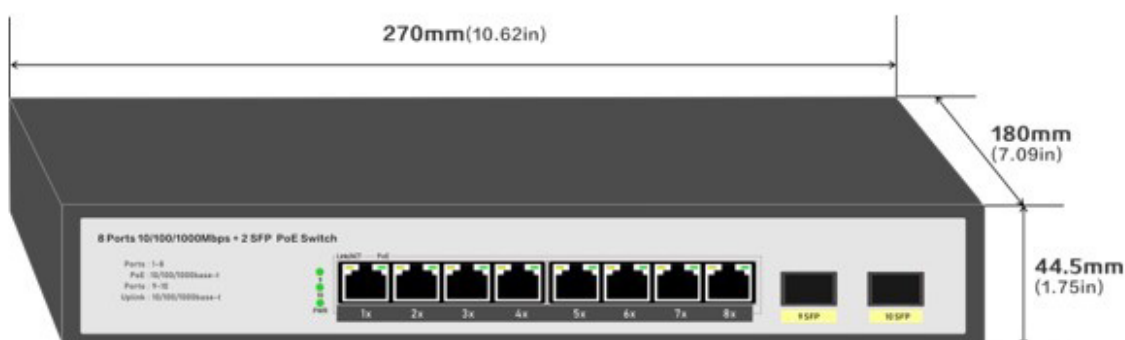 270mm(10.62in)
180mm
(7.09in)
8 Ports 10/100/1000Mbps + 2 SFP PoE Switch
Ports : 1-8
PoE : 10/100/1000base-t
Ports : 9-10
Uplink : 10/100/1000base-t
Link/ACT PoE
9
10
PWR
1x 2x 3x 4x 5x 6x 7x 8x
9 SFP 10 SFP
44.5mm
(1.75in)